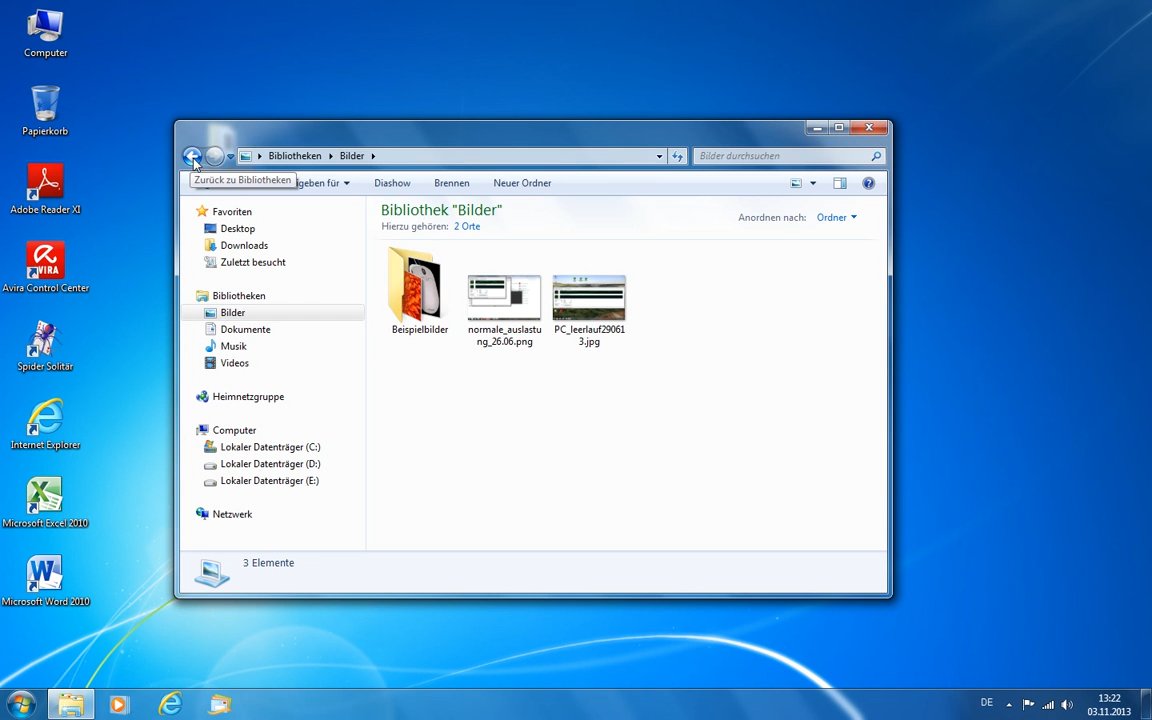 Computer
Papierkorb
Adobe Reader XI
AVIRA
Avira Control Center
Spider Solitär
Internet Explorer
Microsoft Excel 2010
Microsoft Word 2010
Bibliotheken
Bilder
Bilder durchsuchen
Zurück zu Bibliotheken
Diashow
Brennen
Neuer Ordner
Favoriten
Desktop
Downloads
Zuletzt besucht
Bibliotheken
Bilder
Dokumente
Musik
Videos
Heimnetzgruppe
Computer
Lokaler Datenträger (C:)
Lokaler Datenträger (D:)
Lokaler Datenträger (E:)
Netzwerk
Bibliothek "Bilder"
Hierzu gehören: 2 Orte
Anordnen nach: Ordner
Beispielbilder
normale_auslastu
ng_26.06.png
PC_leerlauf29061
3.jpg
3 Elemente
DE
13:22
03.11.2013